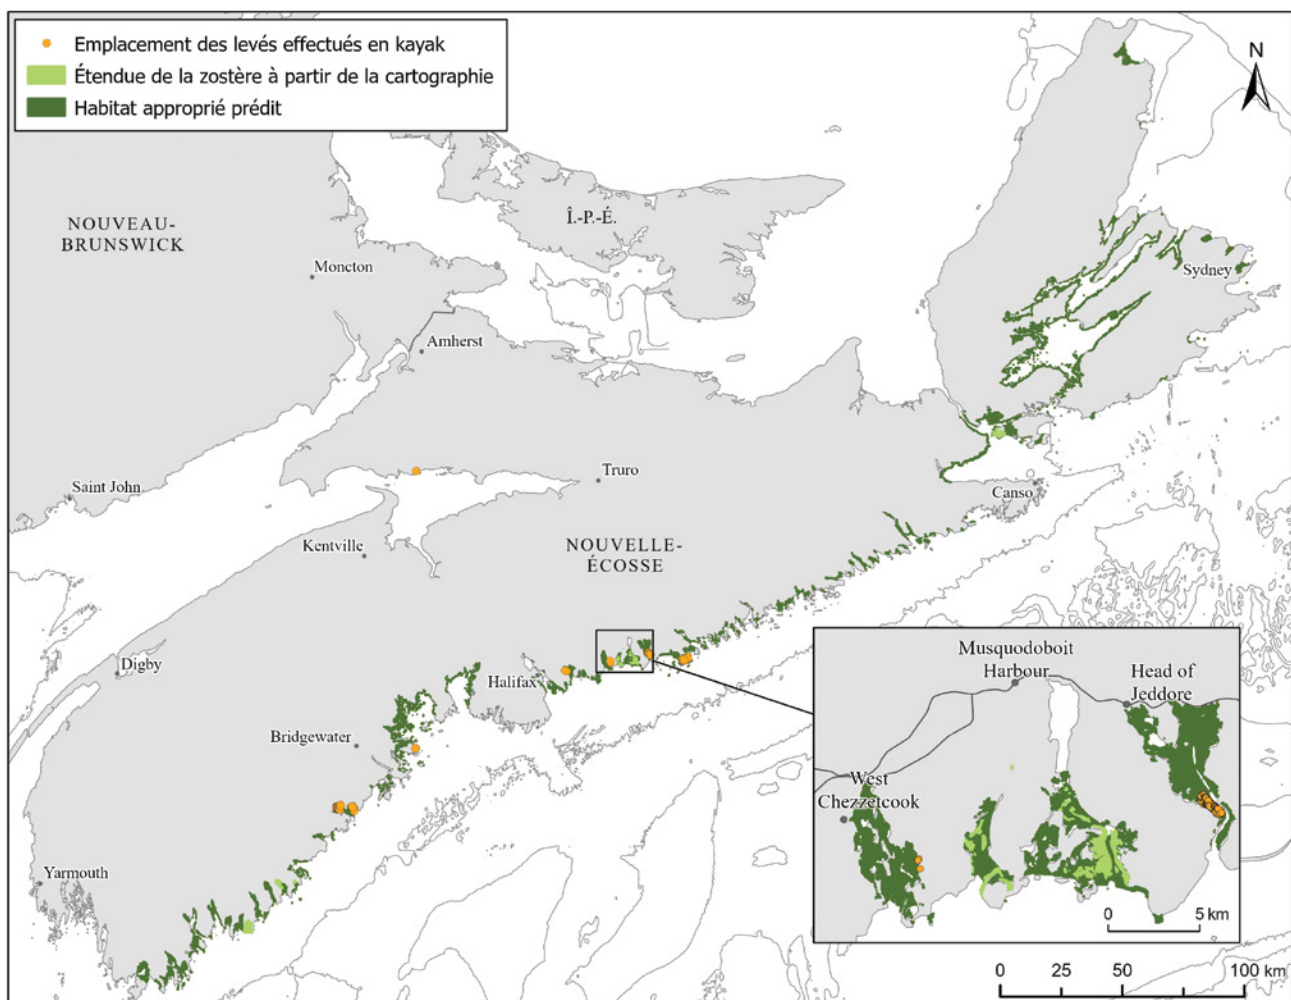 Emplacement des levés effectués en kayak
Étendue de la zostère à partir de la cartographie
Habitat approprié prédit
N
NOUVEAU-
BRUNSWICK
Î.-P.-É.
Moncton
Sydney
Amherst
Saint John
Truro
Canso
Kentville
NOUVELLE-
ÉCOSSE
Digby
Halifax
Bridgewater
Yarmouth
Musquodoboit
Harbour
Head of
Jeddore
West
Chezzetcook
0 5 km
0 25 50 100 km